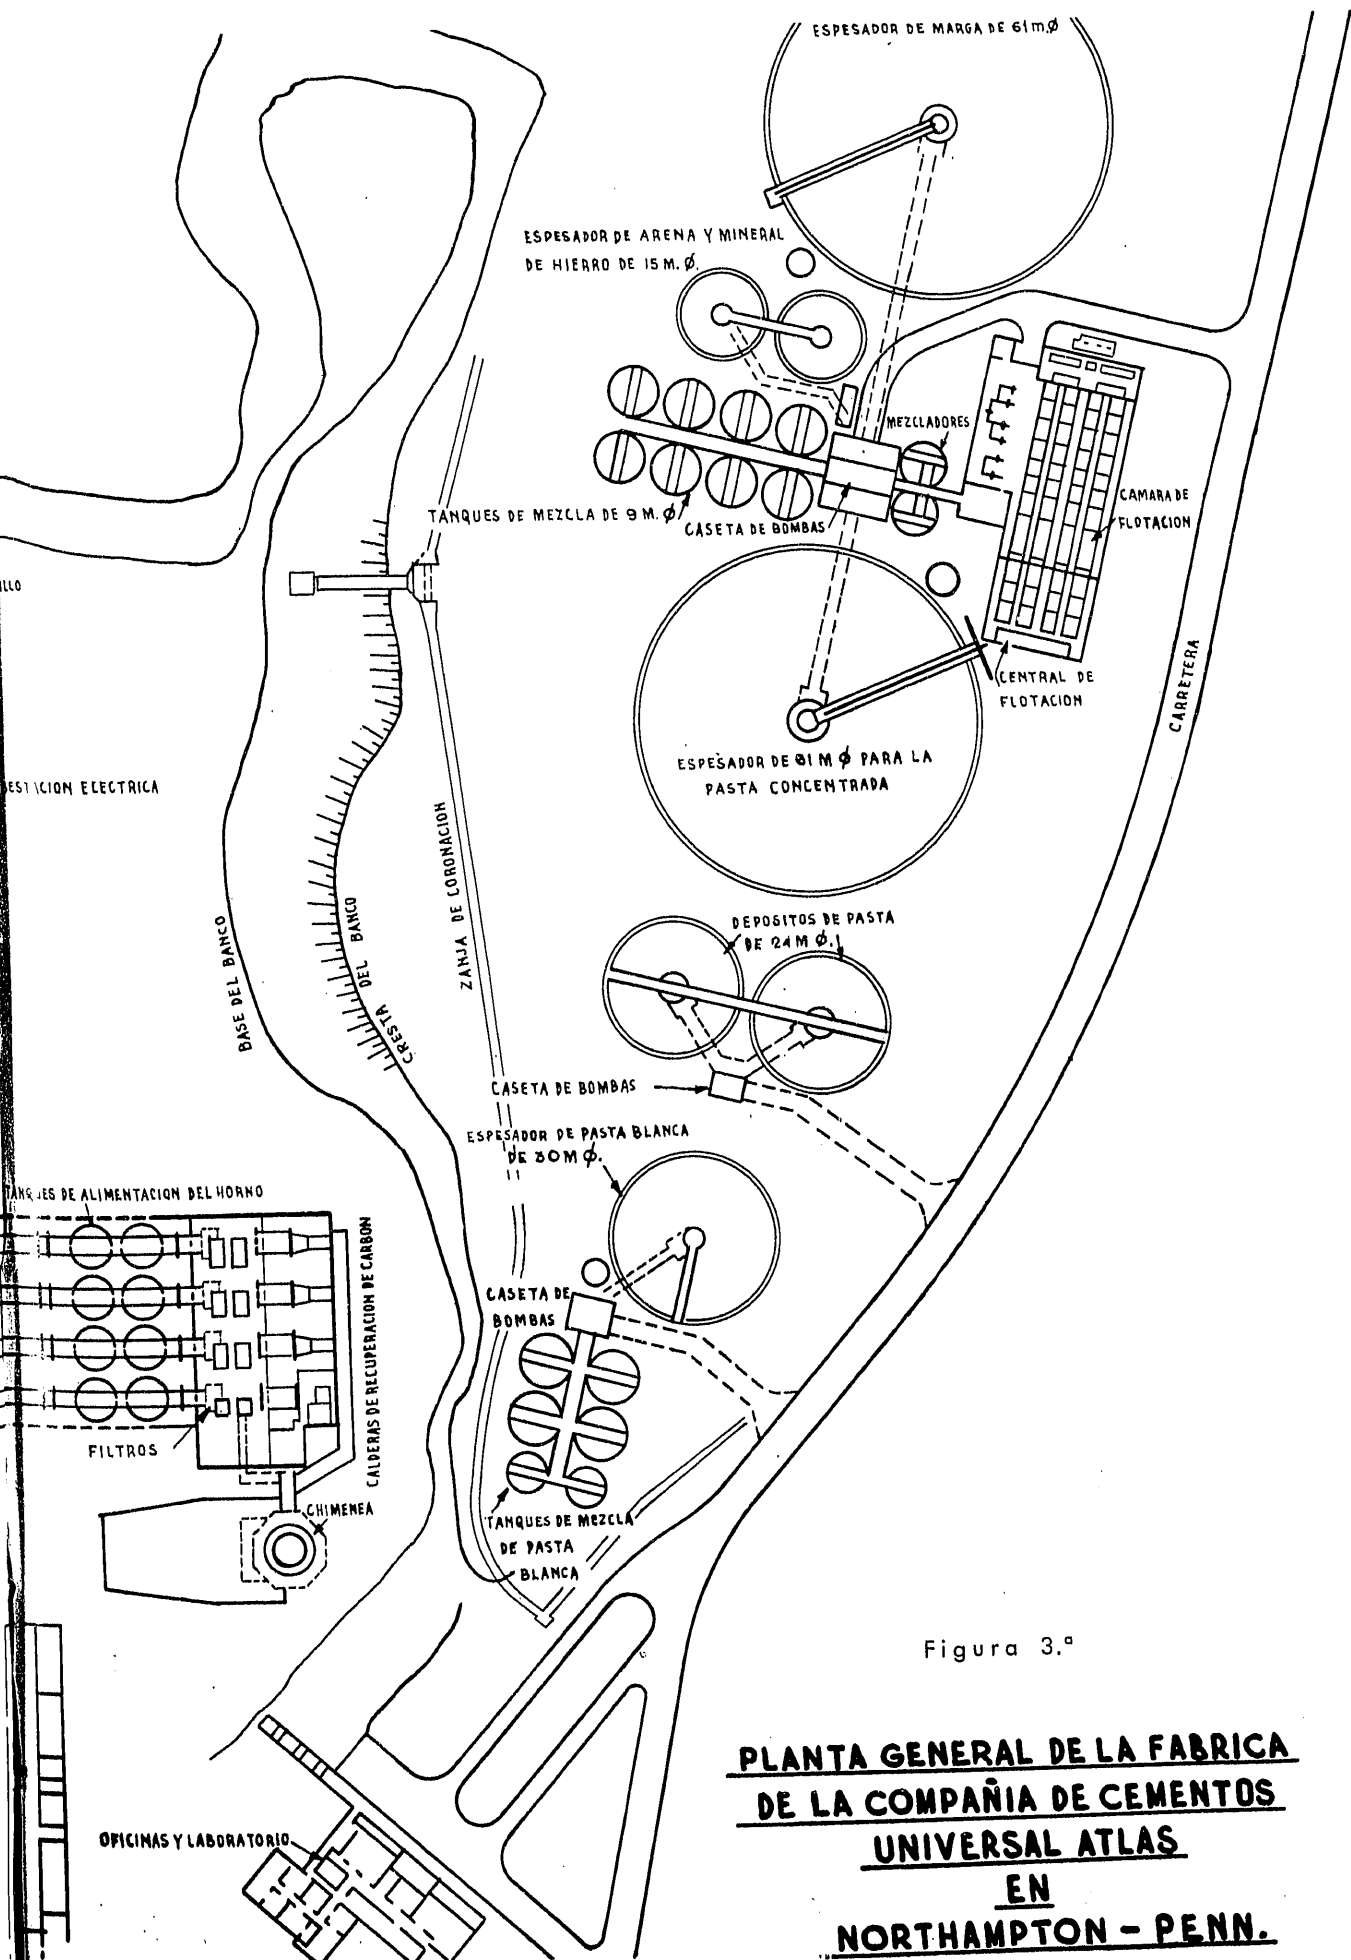 ESPESADOR DE MARGA DE 61 m.Ø
ESPESADOR DE ARENA Y MINERAL
DE HIERRO DE 15 M. Ø.
MEZCLADORES
TANQUES DE MEZCLA DE 9 M. Ø
CASETA DE BOMBAS
CAMARA DE
FLOTACION
CENTRAL DE
FLOTACION
CARRETERA
ESPESADOR DE 61 M Ø PARA LA
PASTA CONCENTRADA
ELECTRICA
ZANJA DE CORONACION
BASE DEL BANCO
CRESTA DEL BANCO
DEPOSITOS DE PASTA
DE 24 M Ø.
CASETA DE BOMBAS
ESPESADOR DE PASTA BLANCA
DE 30 M Ø.
TANQUES DE ALIMENTACION DEL HORNO
CALDERAS DE RECUPERACION DE CARBON
CASETA DE
BOMBAS
FILTROS
CHIMENEA
TANQUES DE MEZCLA
DE PASTA
BLANCA
OFICINAS Y LABORATORIO
Figura 3.ª
PLANTA GENERAL DE LA FABRICA
DE LA COMPAÑIA DE CEMENTOS
UNIVERSAL ATLAS
EN
NORTHAMPTON - PENN.